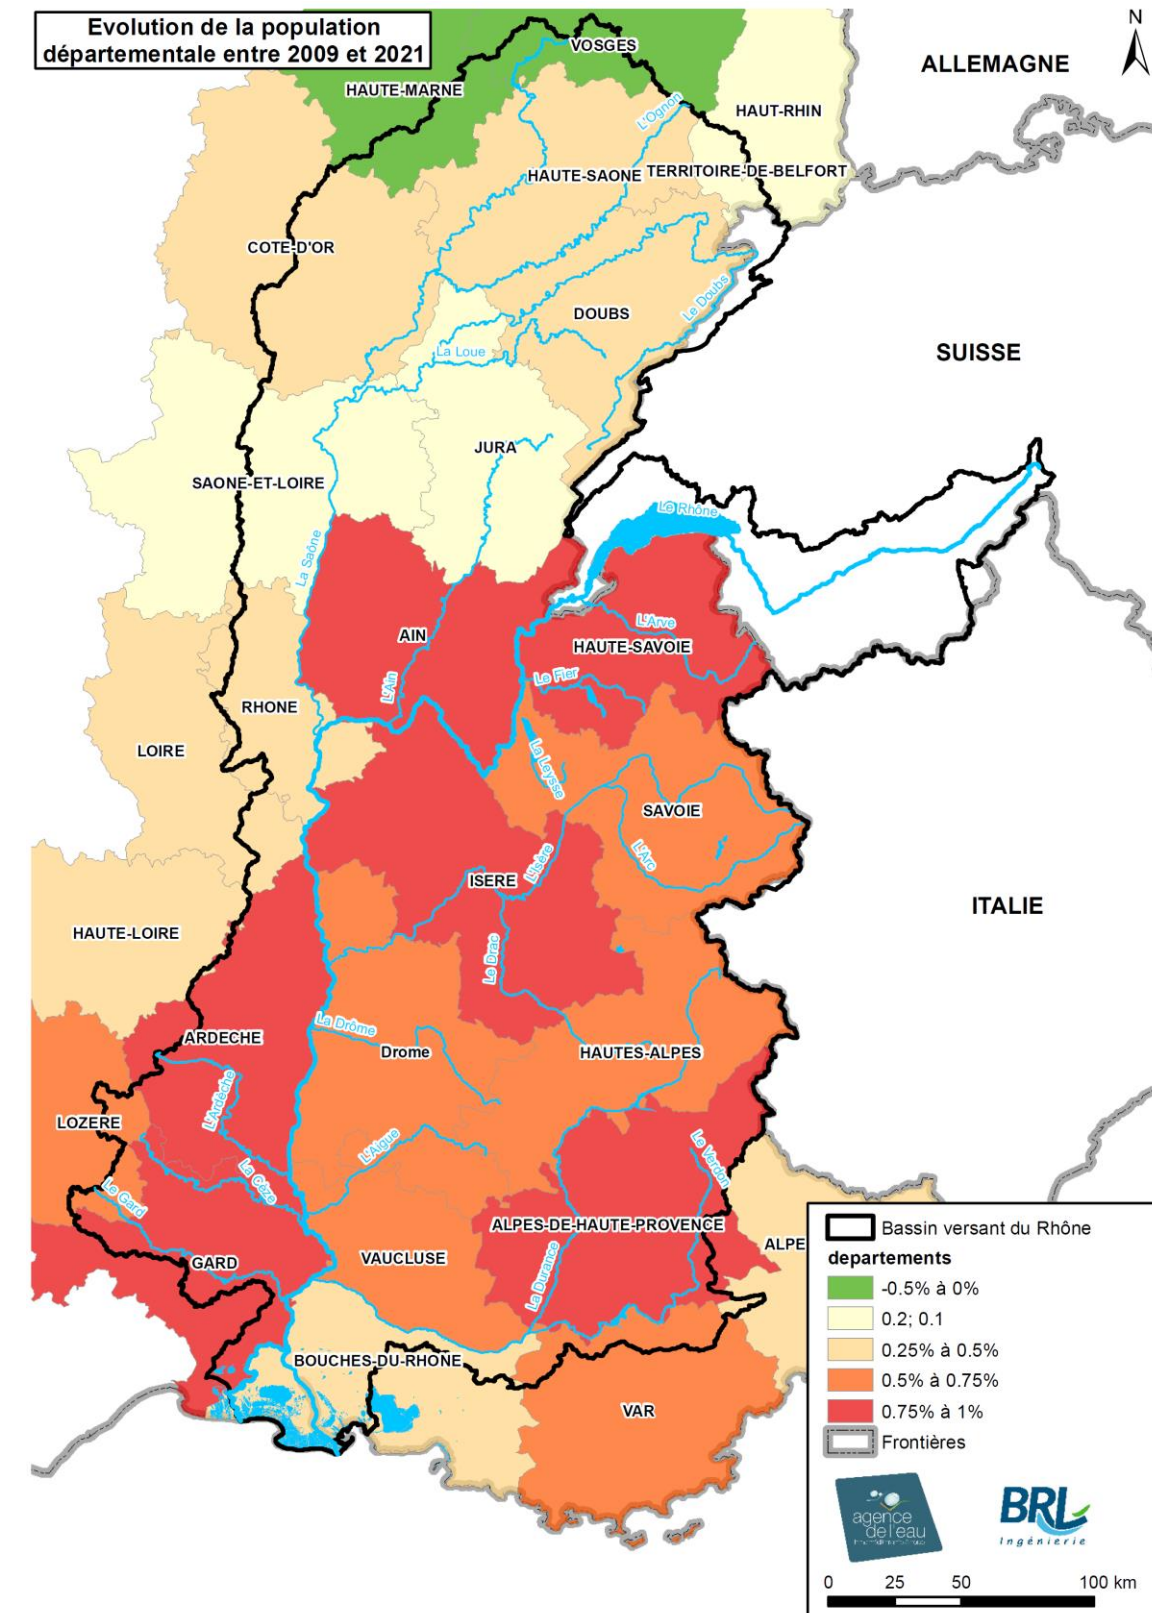 Evolution de la population
départementale entre 2009 et 2021
N
VOSGES
ALLEMAGNE
HAUTE-MARNE
L'Ognon
HAUT-RHIN
HAUTE-SAONE
TERRITOIRE-DE-BELFORT
COTE-D'OR
Le Doubs
DOUBS
La Loue
SUISSE
JURA
SAONE-ET-LOIRE
Le Rhône
La Saône
L'Arve
AIN
HAUTE-SAVOIE
Le Fier
L'Ain
RHONE
LOIRE
La Leysse
SAVOIE
L'Arc
L'Isère
ISERE
ITALIE
HAUTE-LOIRE
Le Drac
La Drôme
ARDECHE
Drome
HAUTES-ALPES
L'Ardèche
LOZERE
L'Aigue
Le Verdon
La Cèze
Le Gard
ALPES-DE-HAUTE-PROVENCE
ALPE
GARD
VAUCLUSE
La Durance
BOUCHES-DU-RHONE
VAR
Bassin versant du Rhône
departements
-0.5% à 0%
0.2; 0.1
0.25% à 0.5%
0.5% à 0.75%
0.75% à 1%
Frontières
agence
de l'eau
BRL
Ingénierie
0 25 50 100 km